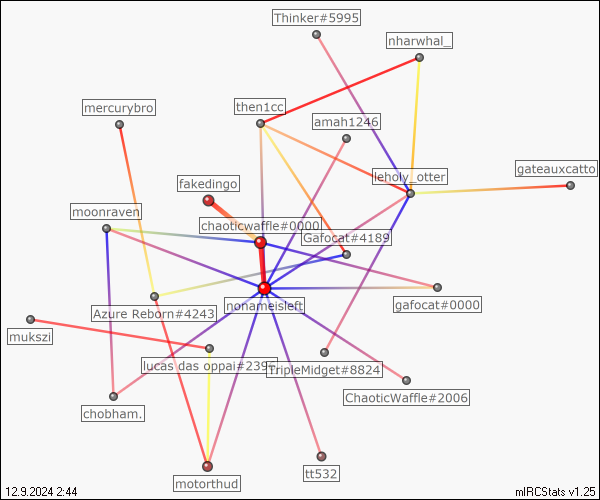 Thinker#5995
nharwhal_
mercurybro
then1cc
amah1246
leholy_otter
gateauxcatto
fakedingo
moonraven
chaoticwaffle#0000
Gafocat#4189
nonameisleft
gafocat#0000
Azure Reborn#4243
mukszi
lucas das oppai#239
TripleMidget#8824
ChaoticWaffle#2006
chobham.
tt532
motorthud
12.9.2024 2:44
mIRCStats v1.25